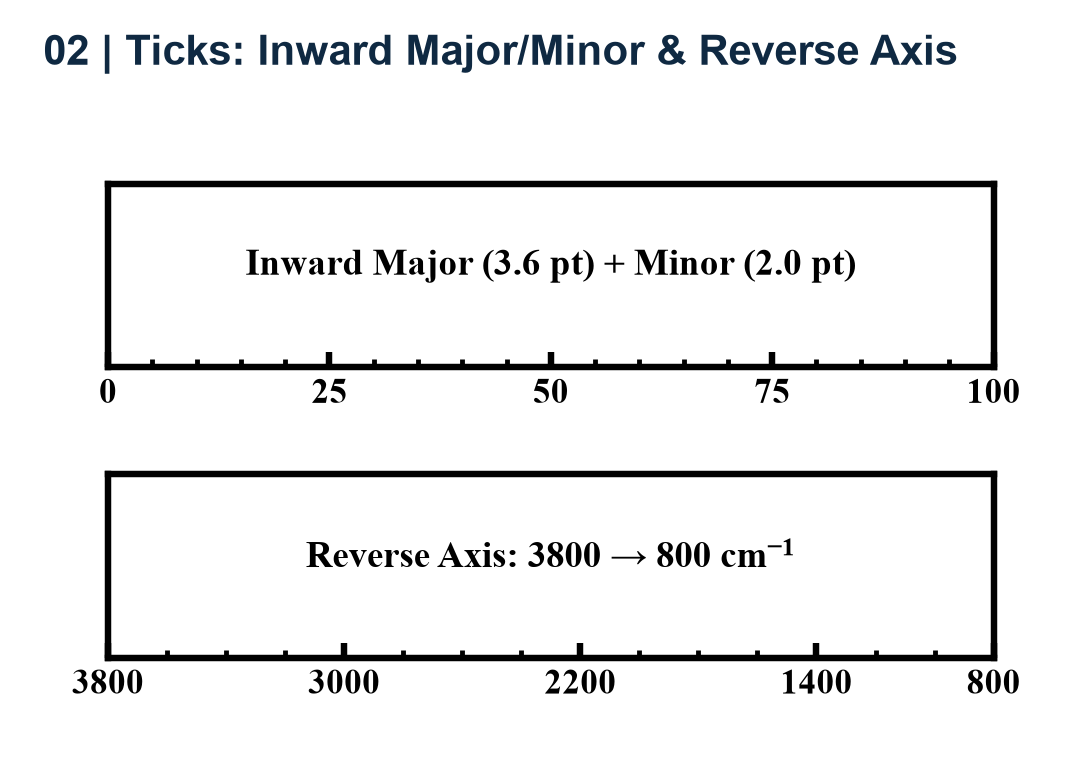 02 | Ticks: Inward Major/Minor & Reverse Axis
Inward Major (3.6 pt) + Minor (2.0 pt)
0 25 50 75 100
Reverse Axis: 3800 → 800 cm⁻¹
3800 3000 2200 1400 800